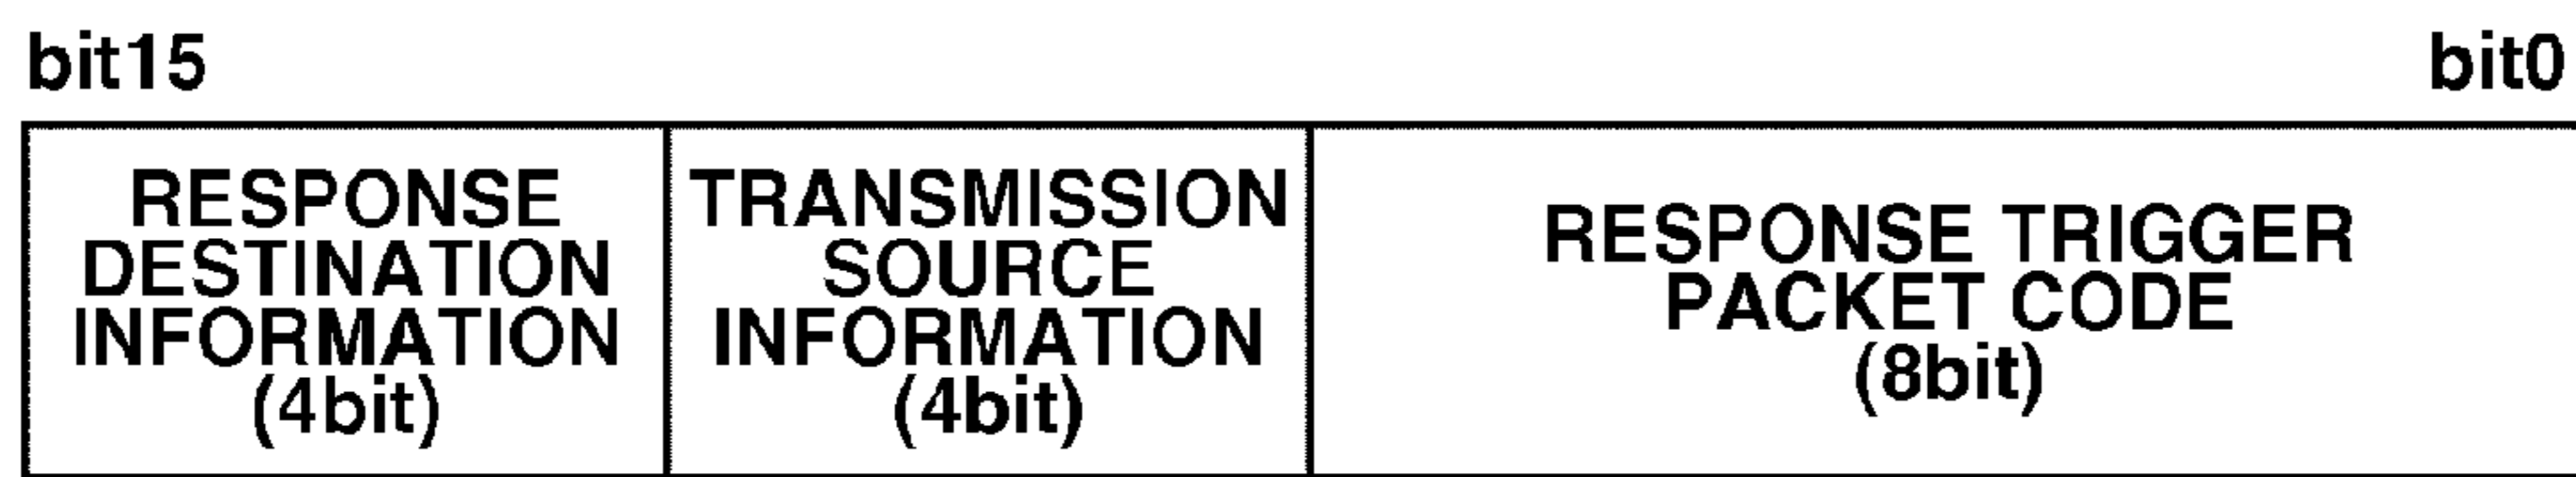 bit15 bit0
RESPONSE
DESTINATION
INFORMATION
(4bit)
TRANSMISSION
SOURCE
INFORMATION
(4bit)
RESPONSE TRIGGER
PACKET CODE
(8bit)